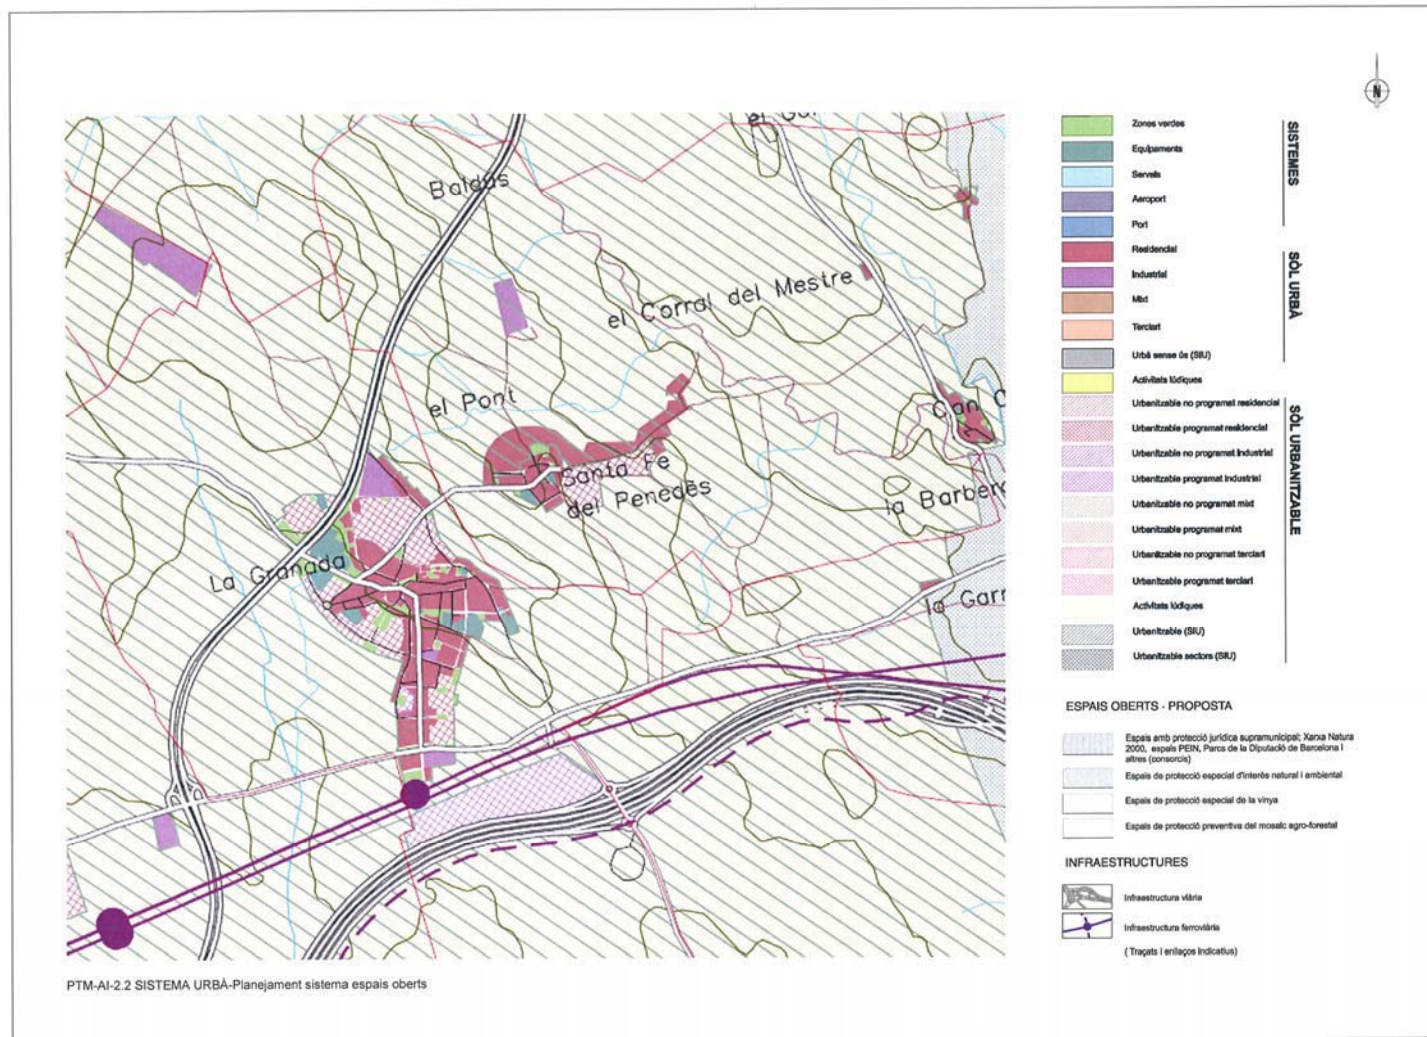 N
Baldús
el Corral del Mestre
el Pont
Santa Fe
del Penedès
La Granada
la Garr
Zones verdes
Equipaments
Serveis
Aeroport
Port
Residencial
Industrial
Mixt
Terciari
Urbà sense ús (SIU)
Activitats lúdiques
Urbanitzable no programat residencial
Urbanitzable programat residencial
Urbanitzable no programat industrial
Urbanitzable programat industrial
Urbanitzable no programat mixt
Urbanitzable programat mixt
Urbanitzable no programat terciari
Urbanitzable programat terciari
Activitats lúdiques
Urbanitzable (SIU)
Urbanitzable sectors (SIU)
SISTEMES
SÒL URBÀ
SÒL URBANITZABLE
ESPAIS OBERTS - PROPOSTA
Espais amb protecció jurídica supramunicipal; Xarxa Natura
2000, espais PEIN, Parcs de la Diputació de Barcelona i
altres (consorcis)
Espais de protecció especial d'interès natural i ambiental
Espais de protecció especial de la vinya
Espais de protecció preventiva del mosaic agro-forestal
INFRAESTRUCTURES
Infraestructura viària
Infraestructura ferroviària
(Traçats i enllaços indicatius)
PTM-AI-2.2 SISTEMA URBÀ-Planejament sistema espais oberts